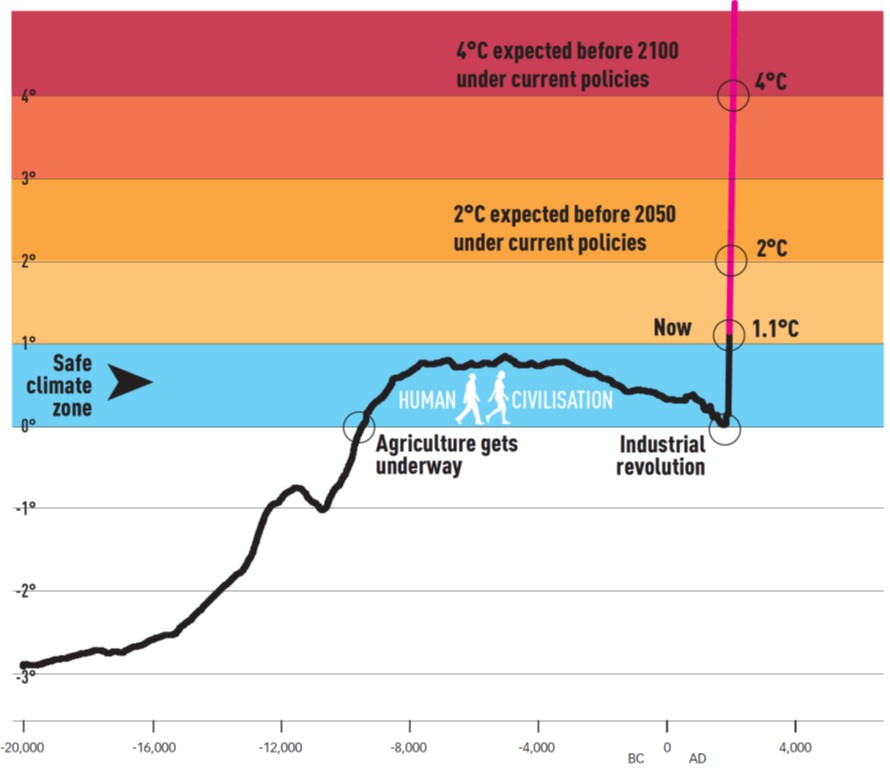 4°C expected before 2100
under current policies
4°C
4°
3°
2°C expected before 2050
under current policies
2°C
2°
Now
1.1°C
1°
Safe
climate
zone
HUMAN CIVILISATION
0°
Agriculture gets
underway
Industrial
revolution
-1°
-2°
-3°
-20,000 -16,000 -12,000 -8,000 -4,000 0 4,000
BC AD